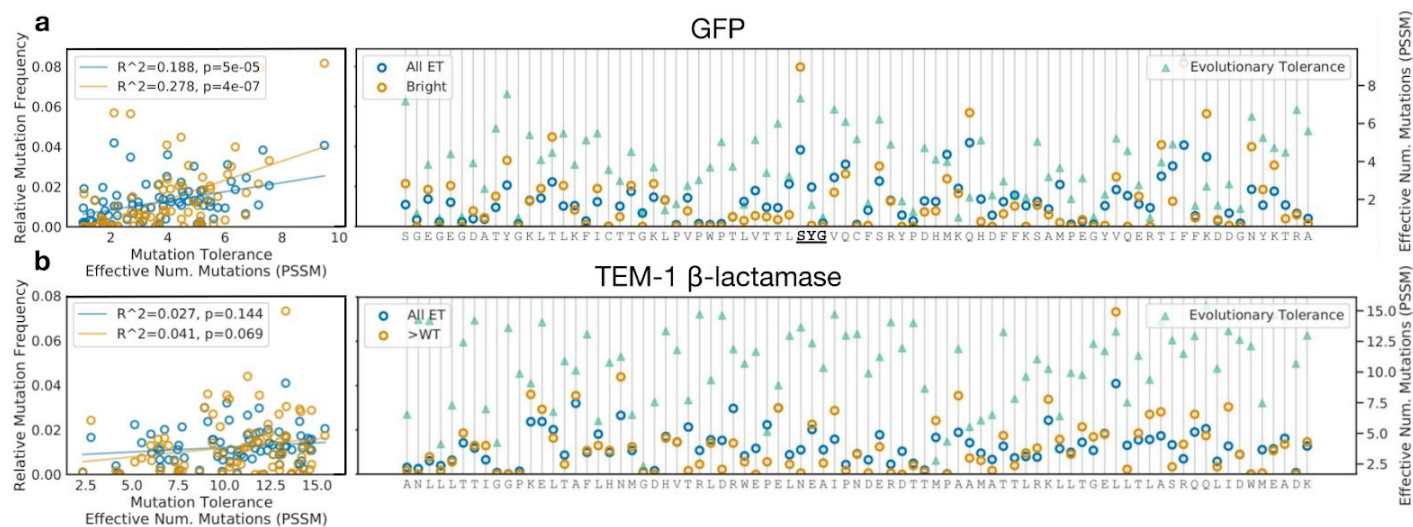 a
GFP
Relative Mutation Frequency
0.08
0.06
0.04
0.02
0.00
R^2=0.188, p=5e-05
R^2=0.278, p=4e-07
2 4 6 8 10
Mutation Tolerance
Effective Num. Mutations (PSSM)
All ET
Bright
Evolutionary Tolerance
8
6
4
2
Effective Num. Mutations (PSSM)
S G E G E G D A T Y G K L T L K F I C T T G K L P V P W P T L V T T L SYG V Q C F S R Y P D H M K Q H D F F K S A M P E G Y V Q E R T I F F K D D G N Y K T R A
b
TEM-1 β-lactamase
Relative Mutation Frequency
0.08
0.06
0.04
0.02
0.00
R^2=0.027, p=0.144
R^2=0.041, p=0.069
2.5 5.0 7.5 10.0 12.5 15.0
Mutation Tolerance
Effective Num. Mutations (PSSM)
All ET
>WT
Evolutionary Tolerance
15.0
12.5
10.0
7.5
5.0
2.5
Effective Num. Mutations (PSSM)
A N L L L T T I G G P K E L T A F L H N M G D H V T R L D R W E P E L N E A I P N D E R D T T M P A A M A T T L R K L L T G E L L T L A S R Q Q L I D W M E A D K